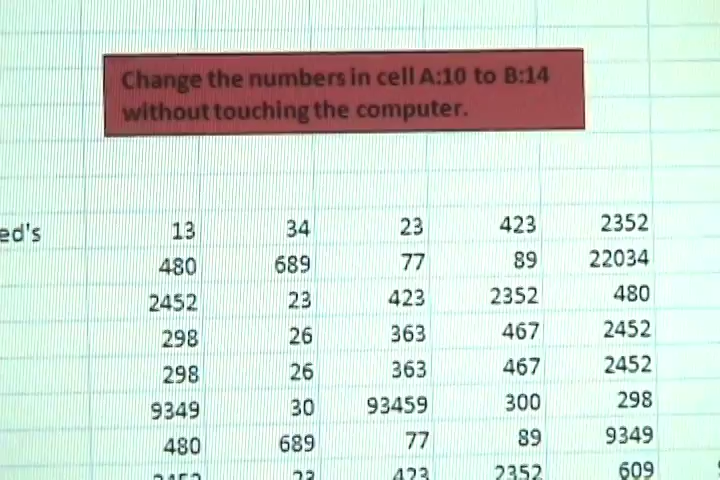 Change the numbers in cell A:10 to B:14
without touching the computer.
ed's 13 34 23 423 2352
480 689 77 89 22034
2452 23 423 2352 480
298 26 363 467 2452
298 26 363 467 2452
9349 30 93459 300 298
480 689 77 89 9349
2452 23 423 2352 609